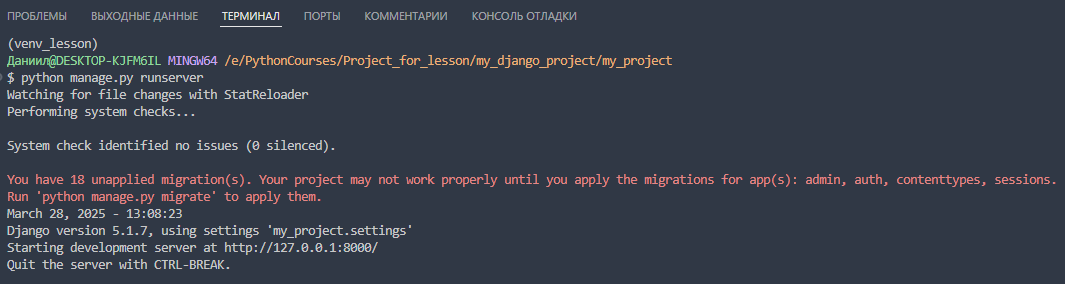 ПРОБЛЕМЫ ВЫХОДНЫЕ ДАННЫЕ ТЕРМИНАЛ ПОРТЫ КОММЕНТАРИИ КОНСОЛЬ ОТЛАДКИ
(venv_lesson)
Даниил@DESKTOP-KJFM6IL MINGW64 /e/PythonCourses/Project_for_lesson/my_django_project/my_project
$ python manage.py runserver
Watching for file changes with StatReloader
Performing system checks...
System check identified no issues (0 silenced).
You have 18 unapplied migration(s). Your project may not work properly until you apply the migrations for app(s): admin, auth, contenttypes, sessions.
Run 'python manage.py migrate' to apply them.
March 28, 2025 - 13:08:23
Django version 5.1.7, using settings 'my_project.settings'
Starting development server at http://127.0.0.1:8000/
Quit the server with CTRL-BREAK.